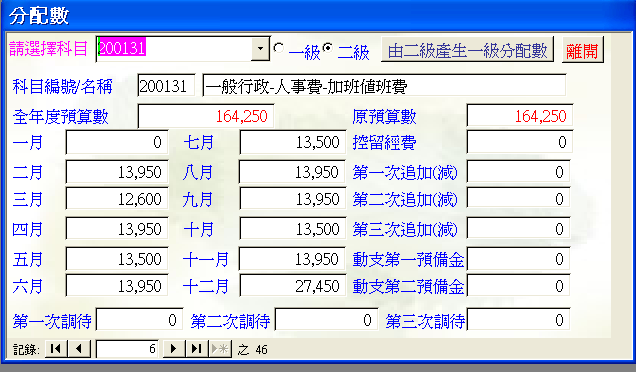 分配數
請選擇科目 200131 一級 二級 由二級產生一級分配數 離開
科目編號/名稱 200131 一般行政-人事費-加班值班費
全年度預算數 164,250 原預算數 164,250
一月 0 七月 13,500 控留經費 0
二月 13,950 八月 13,950 第一次追加(減) 0
三月 12,600 九月 13,950 第二次追加(減) 0
四月 13,950 十月 13,500 第三次追加(減) 0
五月 13,500 十一月 13,950 動支第一預備金 0
六月 13,950 十二月 27,450 動支第二預備金 0
第一次調待 0 第二次調待 0 第三次調待 0
記錄: 6 之 46